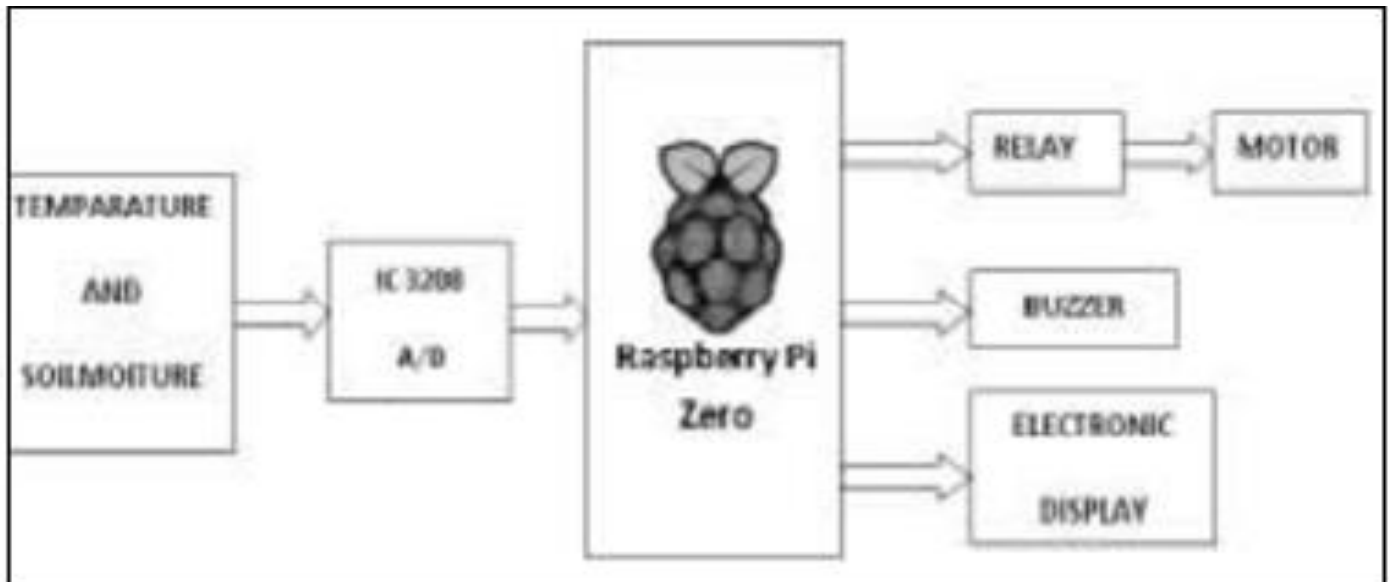 TEMPARATURE
AND
SOILMOITURE
IC 3208
A/D
Raspberry Pi
Zero
RELAY
MOTOR
BUZZER
ELECTRONIC
DISPLAY